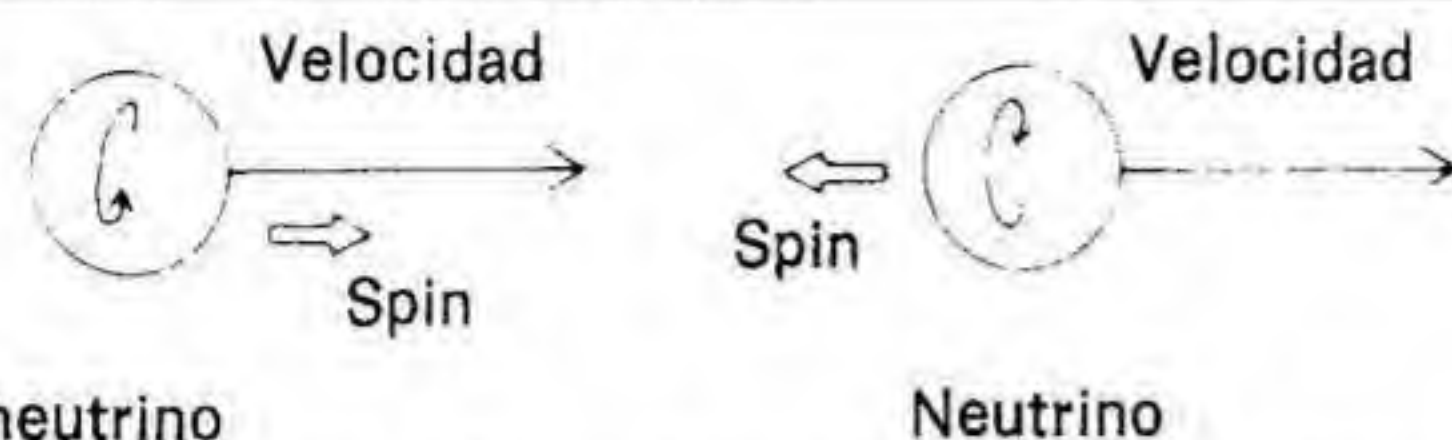 Velocidad
Velocidad
Spin
Spin
neutrino
Neutrino